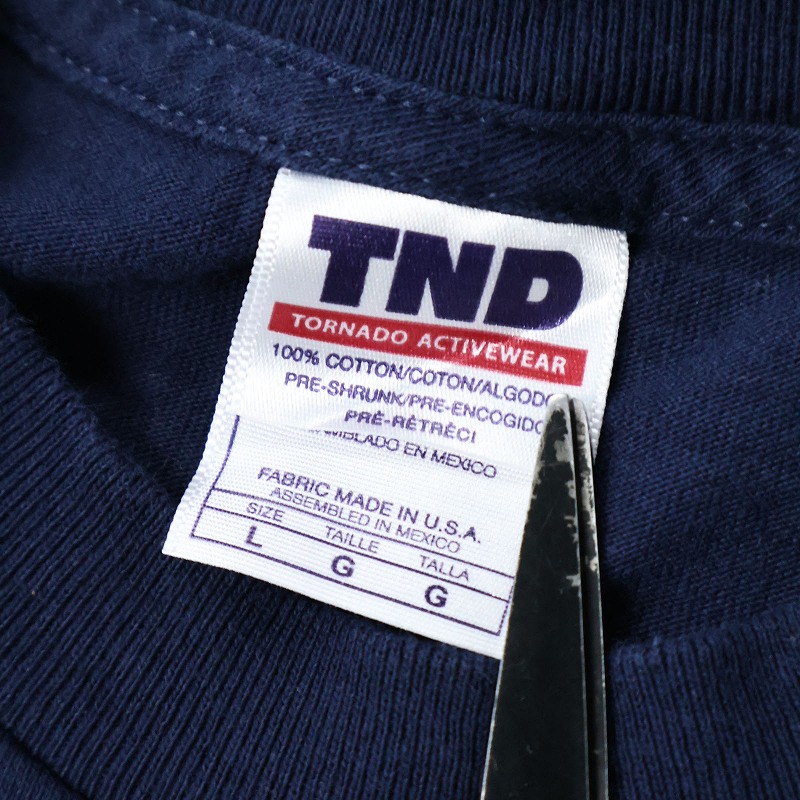 TND
TORNADO ACTIVEWEAR
100% COTTON/COTON/ALGODO
PRE-SHRUNK/PRE-ENCOGIDO
PRÉ-RÉTRÉCI
EN MEXICO
FABRIC MADE IN U.S.A.
ASSEMBLED IN MEXICO
SIZE TAILLE TALLA
L G G